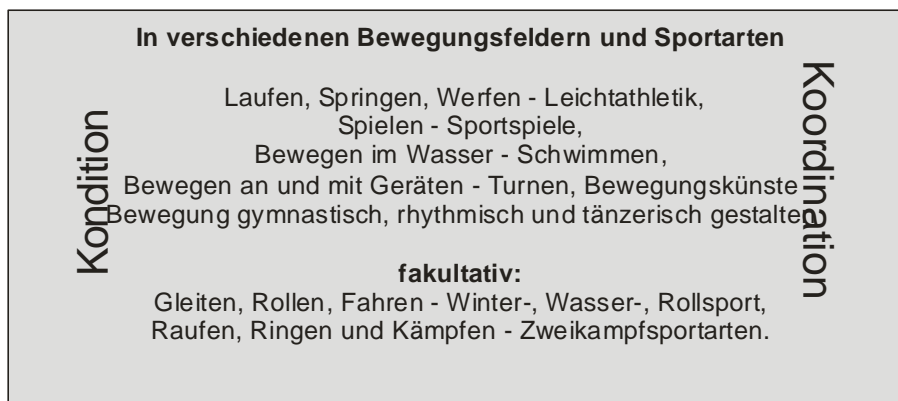 In verschiedenen Bewegungsfeldern und Sportarten
Kondition
Laufen, Springen, Werfen - Leichtathletik,
Spielen - Sportspiele,
Bewegen im Wasser - Schwimmen,
Bewegen an und mit Geräten - Turnen, Bewegungskünste
Bewegung gymnastisch, rhythmisch und tänzerisch gestalten
Koordination
fakultativ:
Gleiten, Rollen, Fahren - Winter-, Wasser-, Rollsport,
Raufen, Ringen und Kämpfen - Zweikampfsportarten.